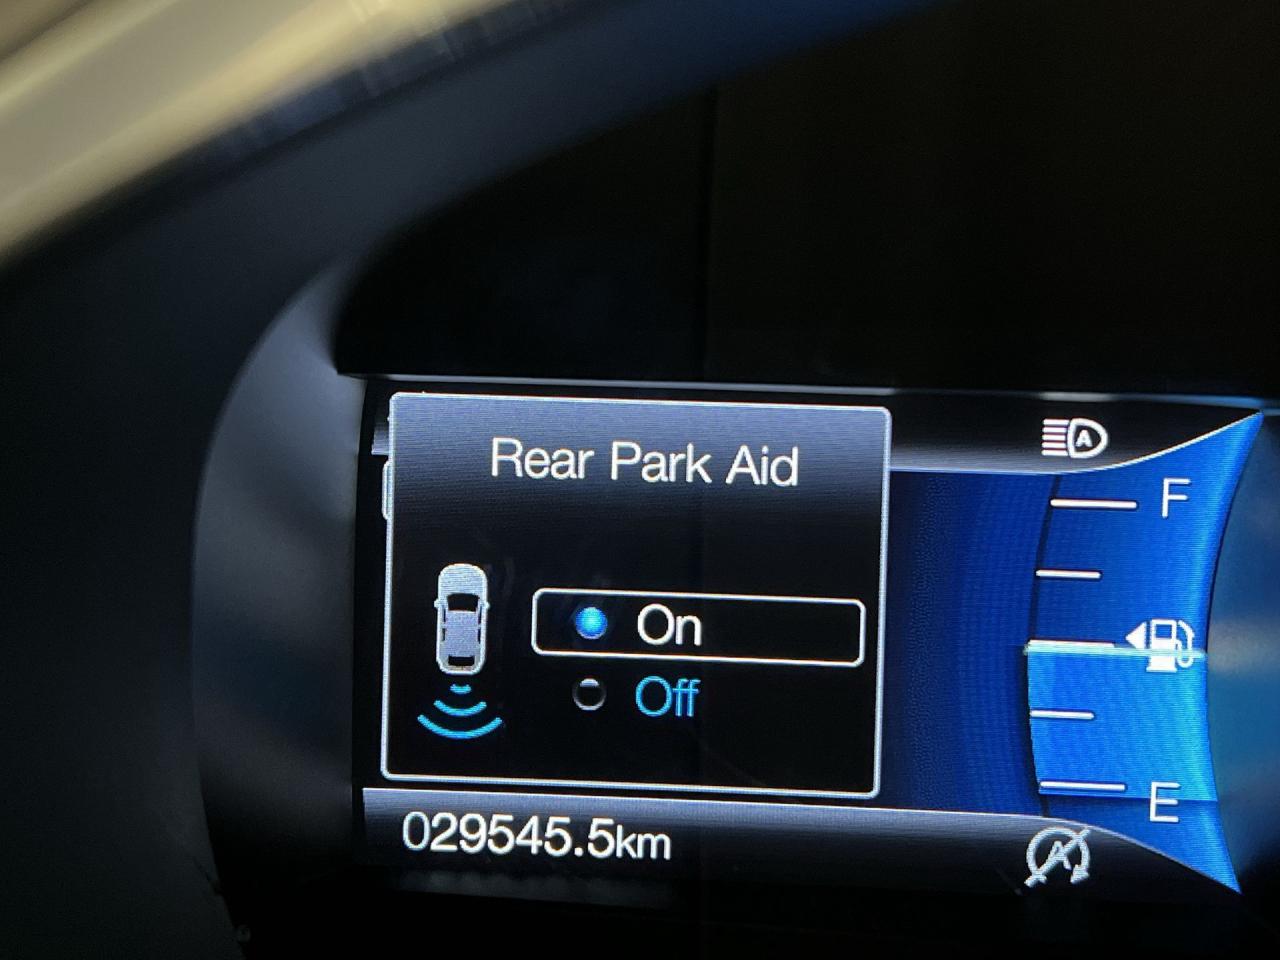 Rear Park Aid
On
Off
029545.5km
A
F
E
A